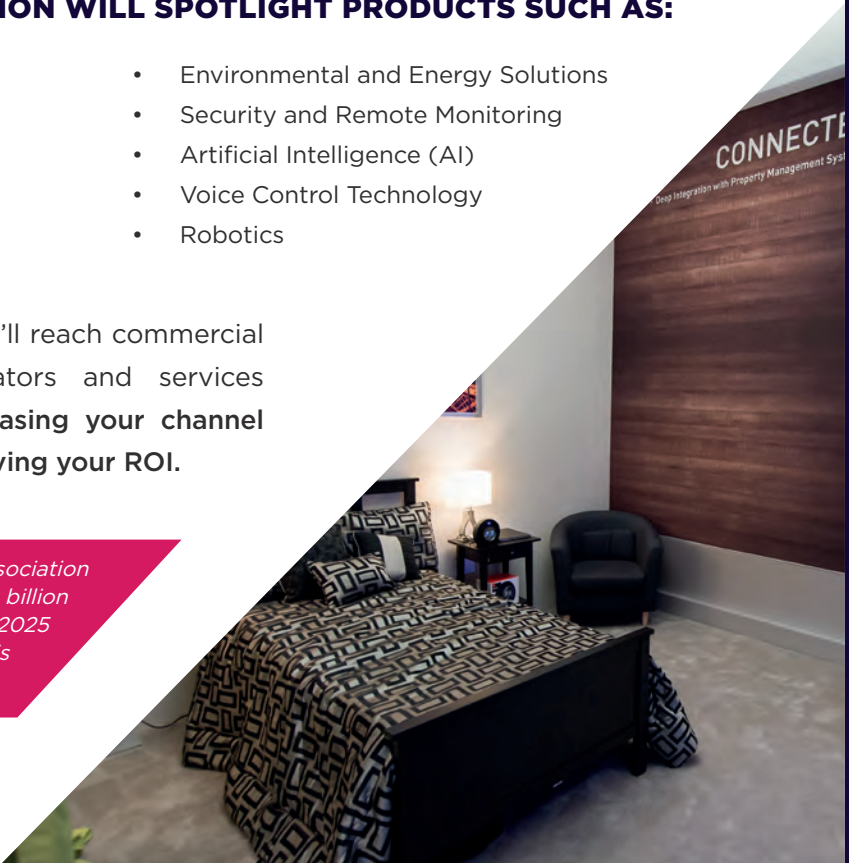 ION WILL SPOTLIGHT PRODUCTS SUCH AS:
• Environmental and Energy Solutions
• Security and Remote Monitoring
• Artificial Intelligence (AI)
• Voice Control Technology
• Robotics
'll reach commercial
ators and services
asing your channel
ving your ROI.
sociation
billion
2025
s
CONNECTE
Deep Integration with Property Management Syst